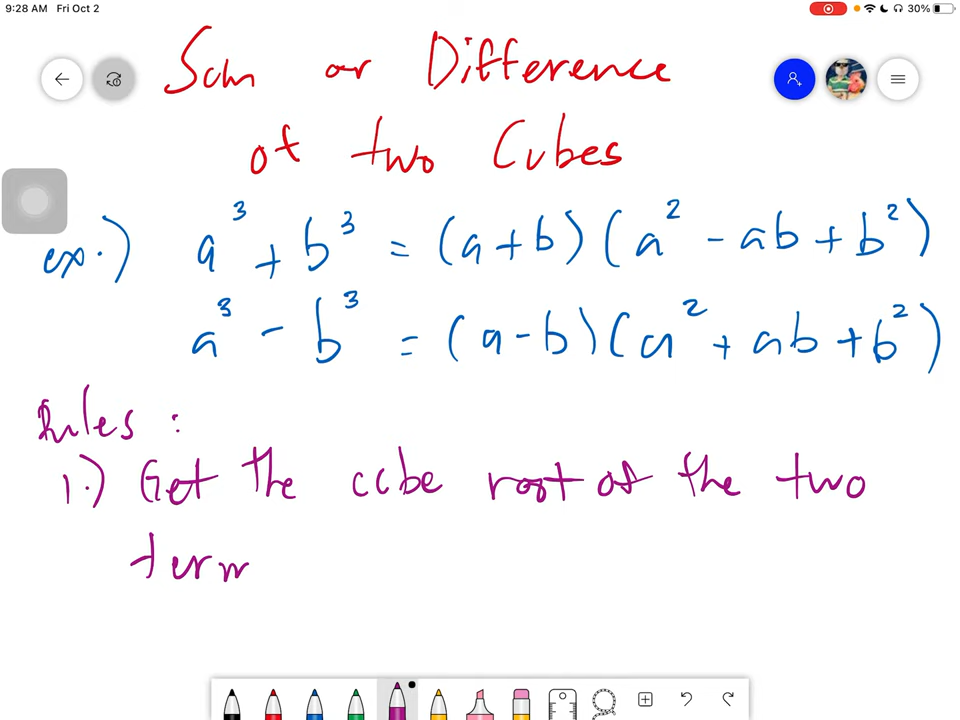 9:28 AM Fri Oct 2
30%
Sum or Difference
of two Cubes
ex.) a³ + b³ = (a + b) (a² - ab + b²)
a³ - b³ = (a - b) (a² + ab + b²)
Rules :
1.) Get the cube root of the two
term